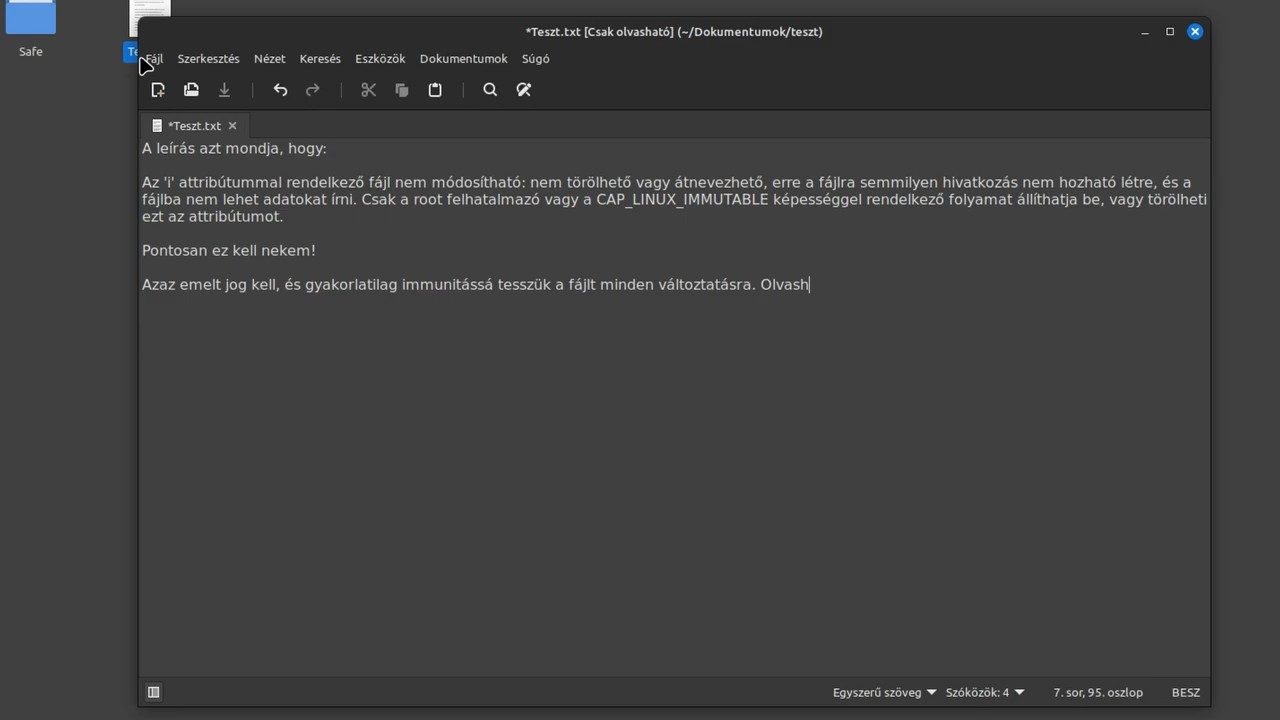 Safe
*Teszt.txt [Csak olvasható] (~/Dokumentumok/teszt)
Fájl Szerkesztés Nézet Keresés Eszközök Dokumentumok Súgó
*Teszt.txt
A leírás azt mondja, hogy:
Az 'i' attribútummal rendelkező fájl nem módosítható: nem törölhető vagy átnevezhető, erre a fájlra semmilyen hivatkozás nem hozható létre, és a
fájlba nem lehet adatokat írni. Csak a root felhatalmazó vagy a CAP_LINUX_IMMUTABLE képességgel rendelkező folyamat állíthatja be, vagy törölheti
ezt az attribútumot.
Pontosan ez kell nekem!
Azaz emelt jog kell, és gyakorlatilag immunitássá tesszük a fájlt minden változtatásra. Olvash
Egyszerű szöveg Szóközök: 4 7. sor, 95. oszlop BESZ